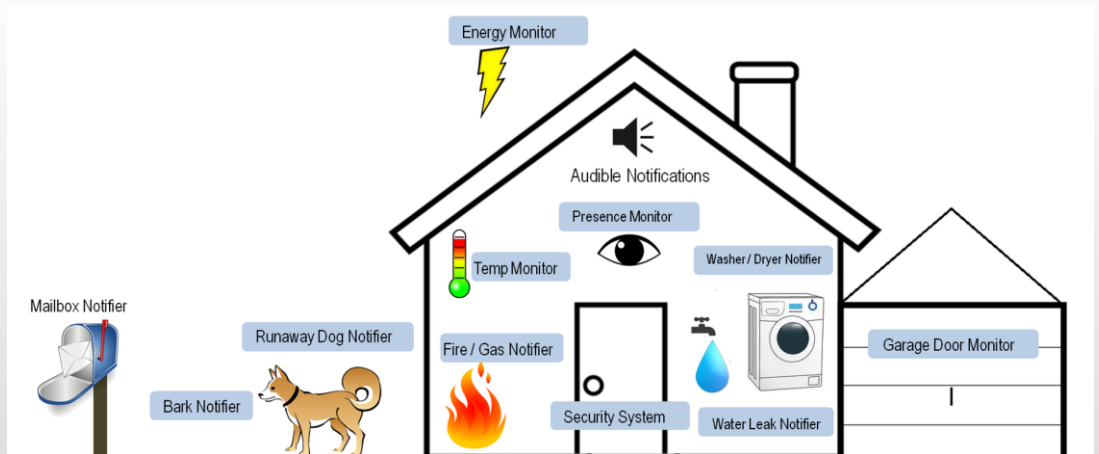 Energy Monitor
Audible Notifications
Presence Monitor
Washer / Dryer Notifier
Temp Monitor
Mailbox Notifier
Runaway Dog Notifier
Fire / Gas Notifier
Garage Door Monitor
Bark Notifier
Security System
Water Leak Notifier